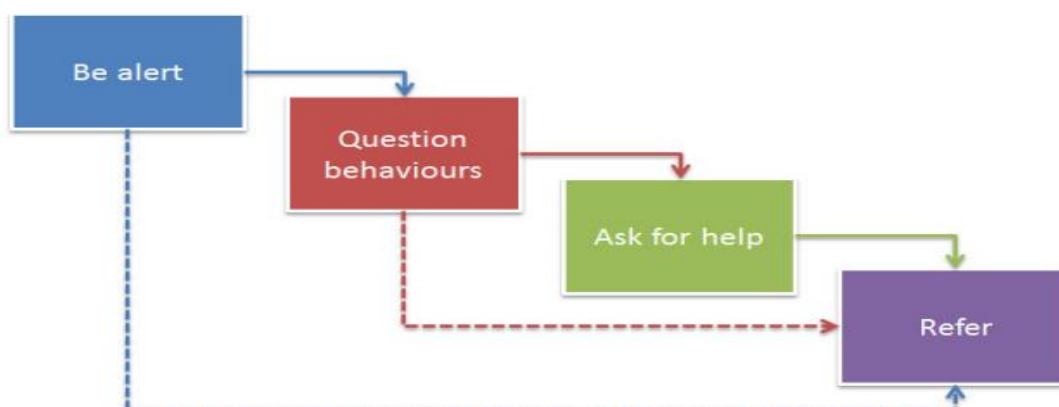 Be alert
Question
behaviours
Ask for help
Refer